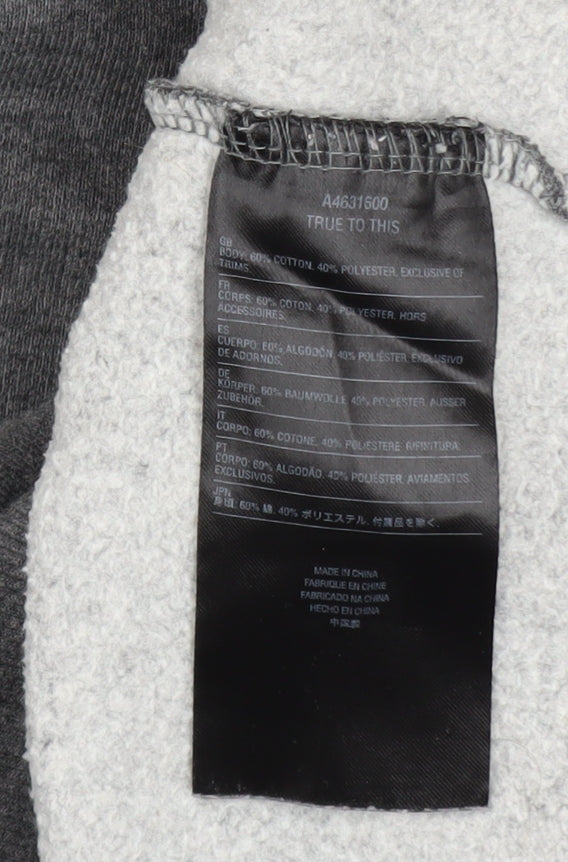 A4631600
TRUE TO THIS
GB
BODY: 60% COTTON. 40% POLYESTER. EXCLUSIVE OF
TRIMS.
FR
CORPS: 60% COTON. 40% POLYESTER. HORS
ACCESSOIRES.
ES
CUERPO: 60% ALGODÓN. 40% POLIÉSTER. EXCLUSIVO
DE ADORNOS.
DE
KÖRPER: 60% BAUMWOLLE 40% POLYESTER. AUSSER
ZUBEHÖR.
IT
CORPO: 60% COTONE. 40% POLIESTERE. RIFINITURA.
PT
CORPO: 60% ALGODÃO. 40% POLIÉSTER. AVIAMENTOS
EXCLUSIVOS.
JPN
身頃: 60% 綿. 40% ポリエステル. 付属品を除く.
MADE IN CHINA
FABRIQUE EN CHINE
FABRICADO NA CHINA
HECHO EN CHINA
中国製